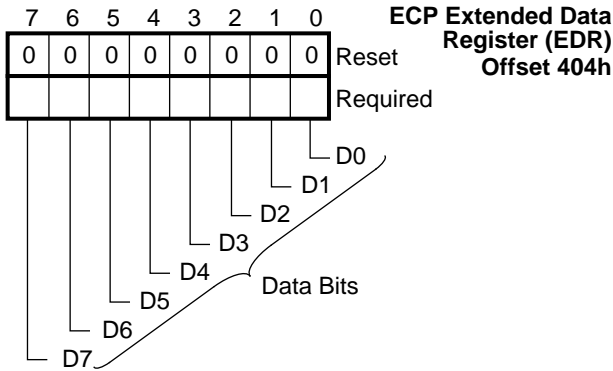 7 6 5 4 3 2 1 0
ECP Extended Data
Register (EDR)
Offset 404h
0 0 0 0 0 0 0 0 Reset
Required
D0
D1
D2
D3
D4
D5
D6
D7
Data Bits